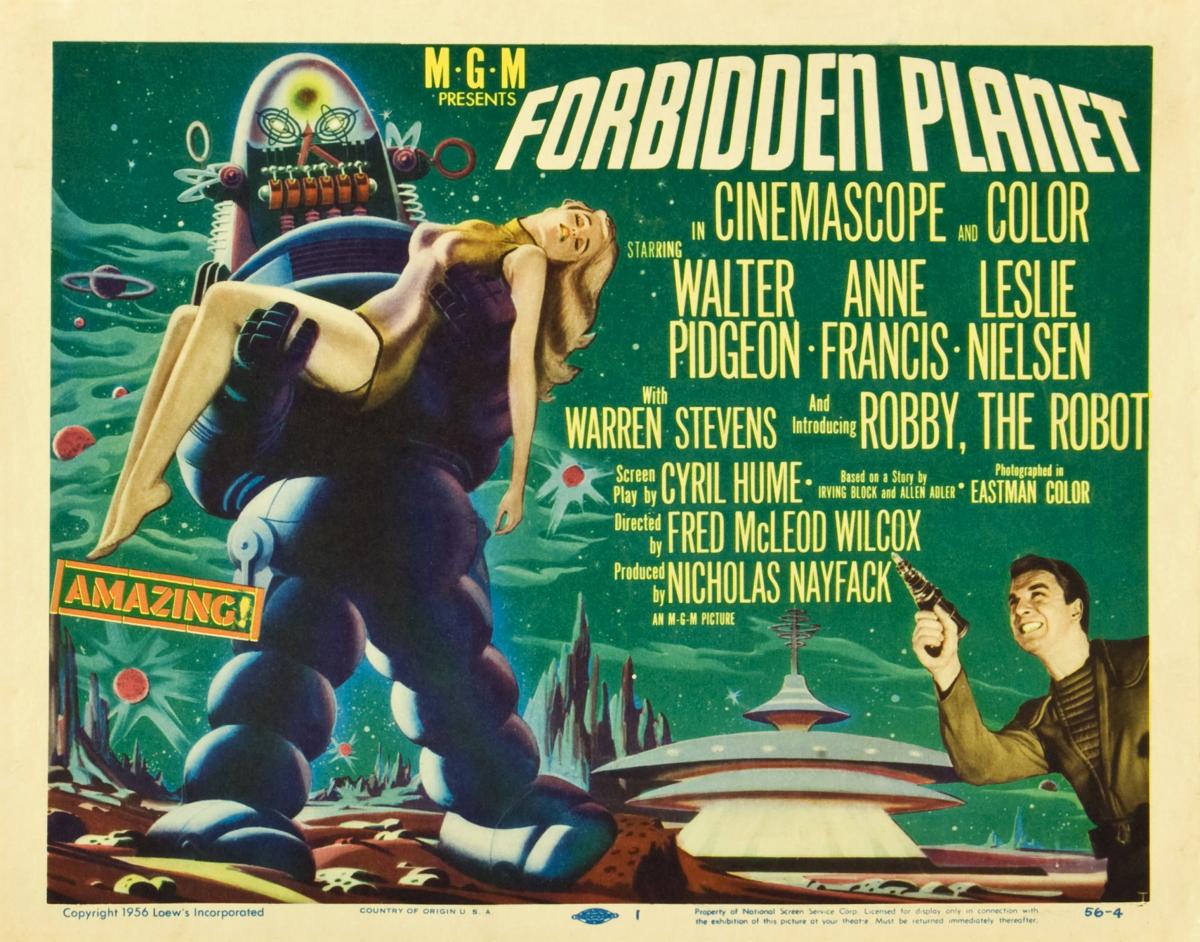 M·G·M
PRESENTS
FORBIDDEN PLANET
IN CINEMASCOPE AND COLOR
STARRING
WALTER ANNE LESLIE
PIDGEON · FRANCIS · NIELSEN
With
WARREN STEVENS
And
Introducing ROBBY, THE ROBOT
Screen
Play by CYRIL HUME ·
Based on a Story by
IRVING BLOCK and ALLEN ADLER ·
Photographed in
EASTMAN COLOR
Directed
by FRED McLEOD WILCOX
Produced
by NICHOLAS NAYFACK
AN M-G-M PICTURE
AMAZING!
Copyright 1956 Loew's Incorporated
COUNTRY OF ORIGIN U. S. A.
1
Property of National Screen Service Corp. Licensed for display only in connection with
the exhibition of this picture at your theatre. Must be returned immediately thereafter.
56-4